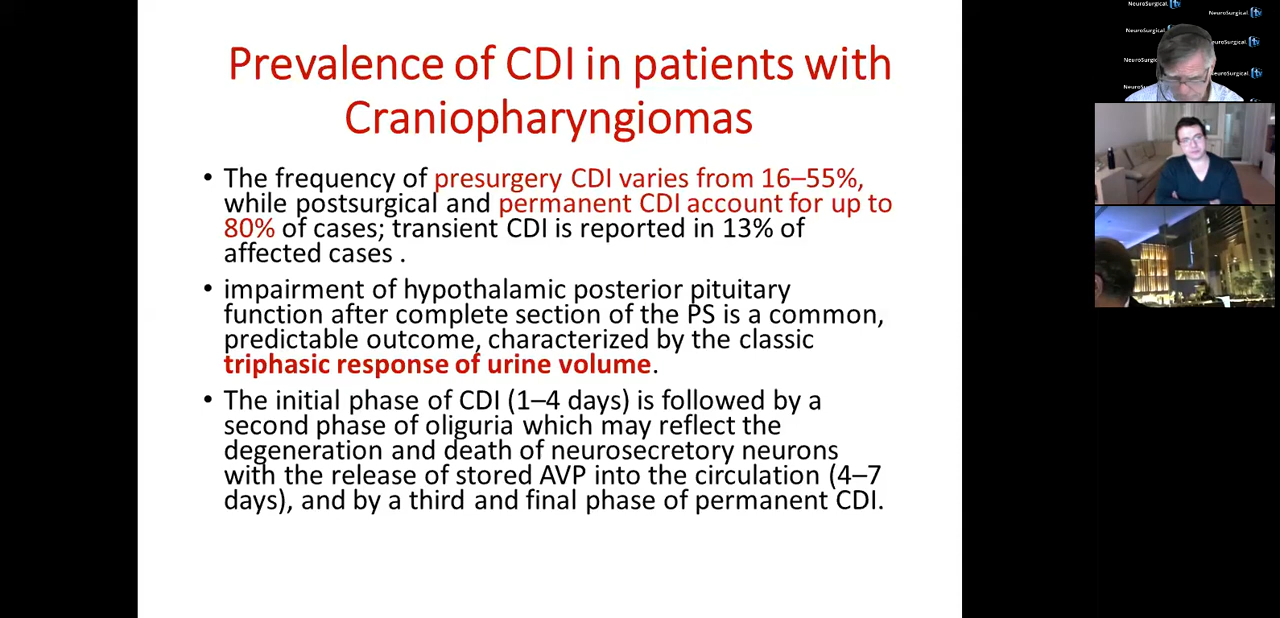 Prevalence of CDI in patients with
Craniopharyngiomas
• The frequency of presurgery CDI varies from 16–55%,
while postsurgical and permanent CDI account for up to
80% of cases; transient CDI is reported in 13% of
affected cases .
• impairment of hypothalamic posterior pituitary
function after complete section of the PS is a common,
predictable outcome, characterized by the classic
triphasic response of urine volume.
• The initial phase of CDI (1–4 days) is followed by a
second phase of oliguria which may reflect the
degeneration and death of neurosecretory neurons
with the release of stored AVP into the circulation (4–7
days), and by a third and final phase of permanent CDI.
NeuroSurgical tv
NeuroSurgical tv